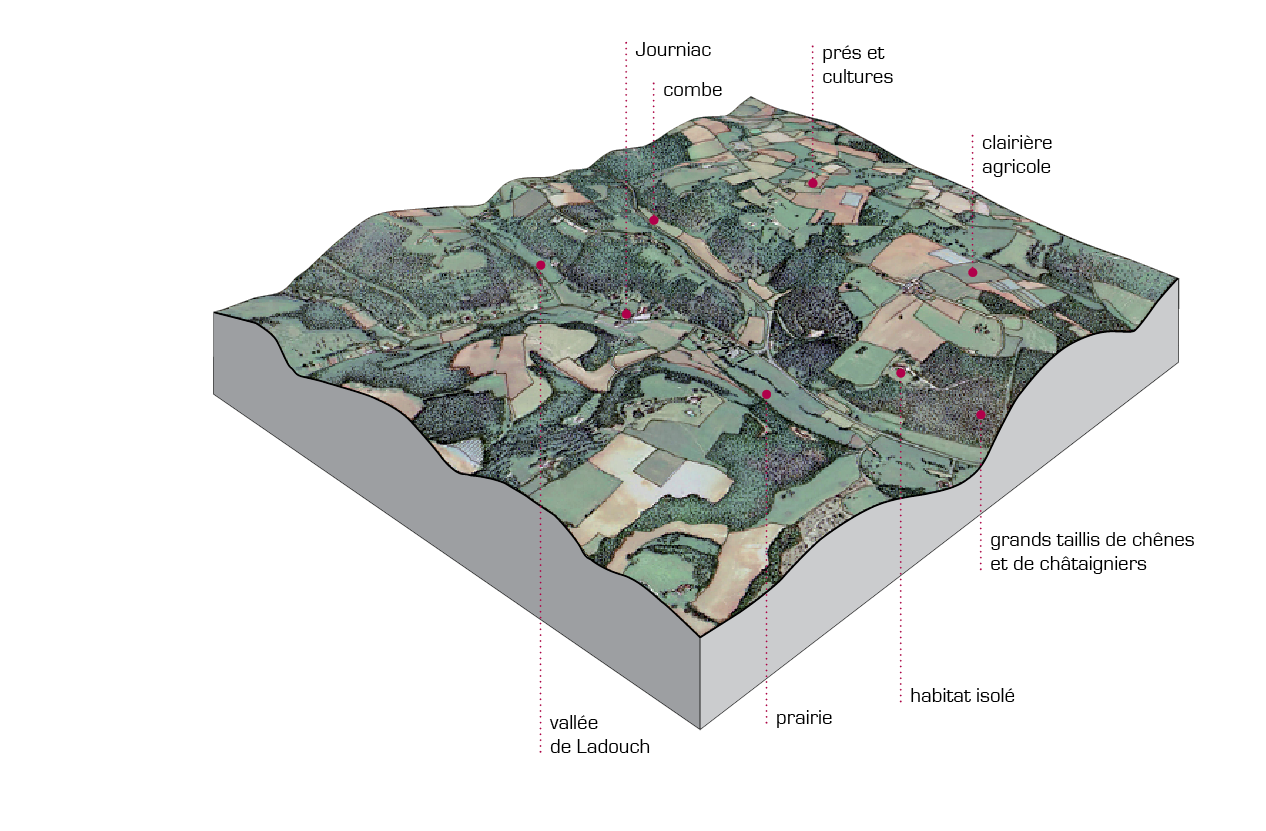 Journiac
prés et
cultures
combe
clairière
agricole
grands taillis de chênes
et de châtaigniers
habitat isolé
prairie
vallée
de Ladouch